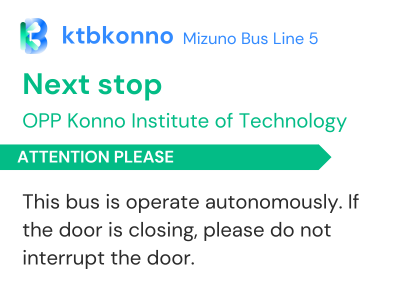 ktbkonno Mizuno Bus Line 5
Next stop
OPP Konno Institute of Technology
ATTENTION PLEASE
This bus is operate autonomously. If
the door is closing, please do not
interrupt the door.